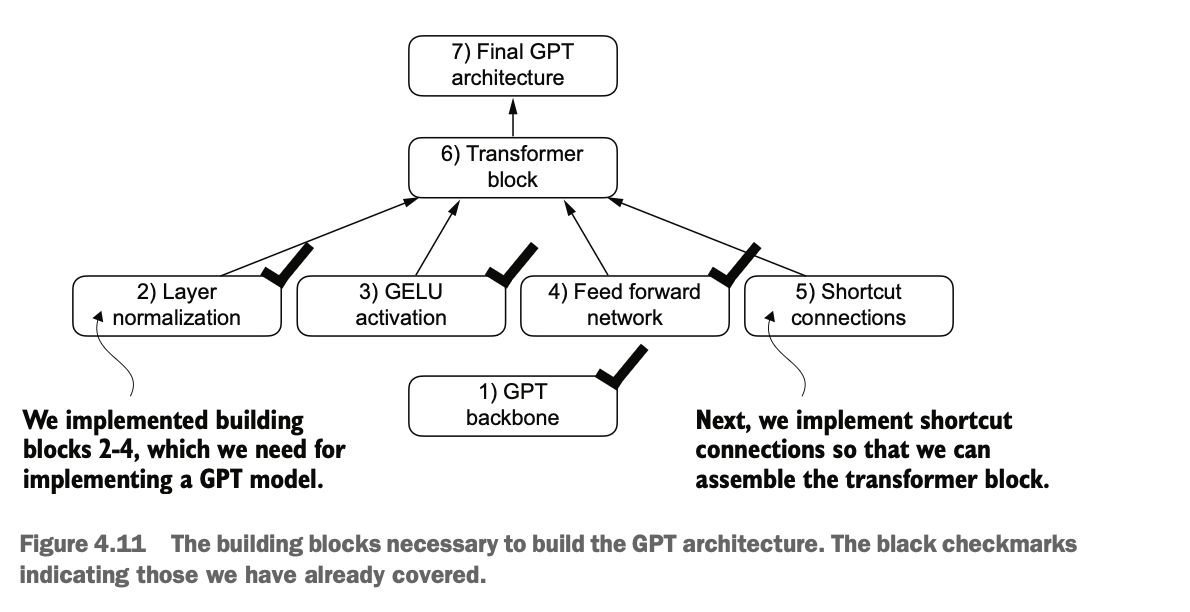 7) Final GPT
architecture
6) Transformer
block
2) Layer
normalization
3) GELU
activation
4) Feed forward
network
5) Shortcut
connections
1) GPT
backbone
We implemented building
blocks 2-4, which we need for
implementing a GPT model.
Next, we implement shortcut
connections so that we can
assemble the transformer block.
Figure 4.11 The building blocks necessary to build the GPT architecture. The black checkmarks
indicating those we have already covered.